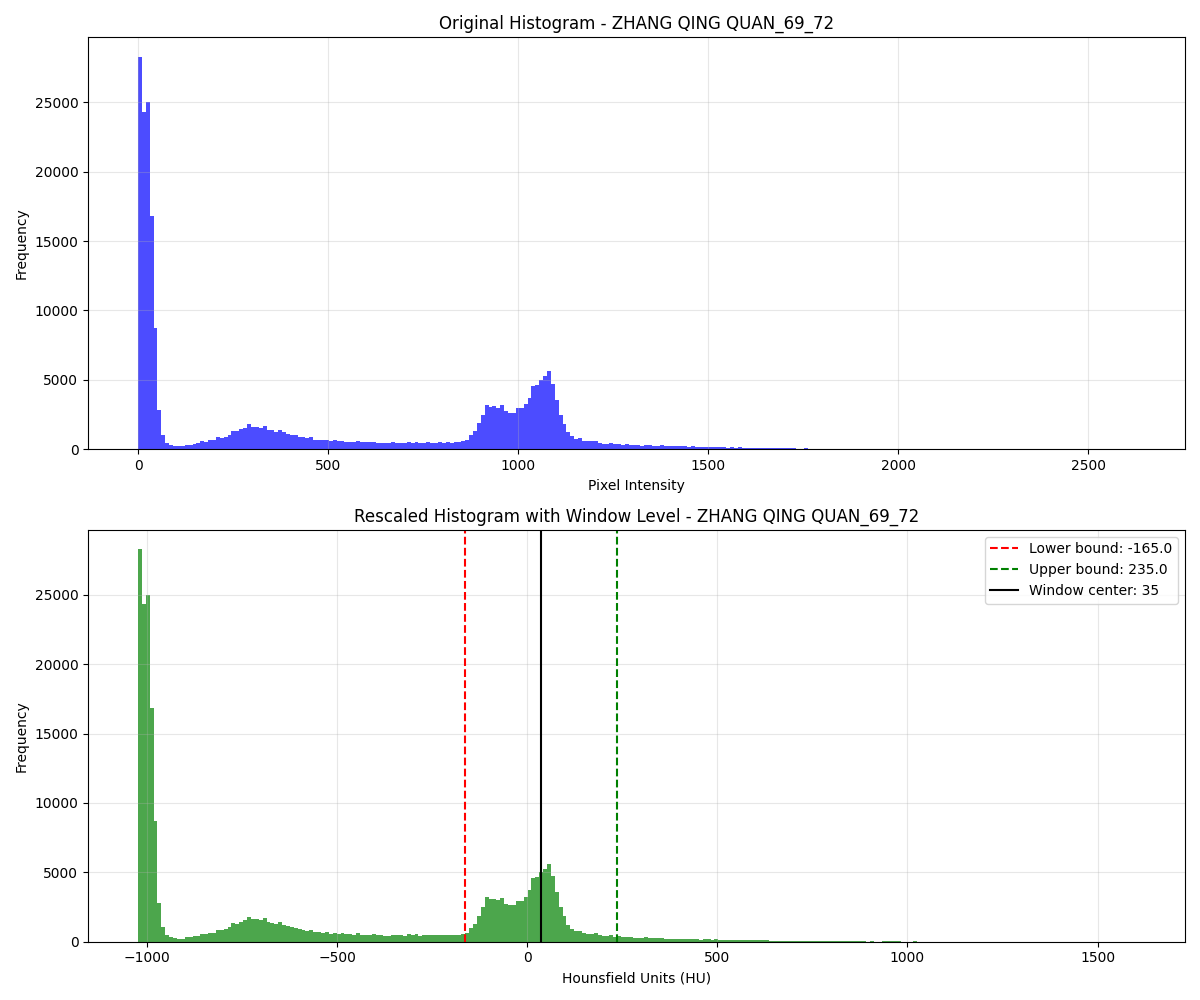 Original Histogram - ZHANG QING QUAN_69_72
Frequency
25000
20000
15000
10000
5000
0
0 500 1000 1500 2000 2500
Pixel Intensity
Rescaled Histogram with Window Level - ZHANG QING QUAN_69_72
Lower bound: -165.0
Upper bound: 235.0
Window center: 35
Frequency
25000
20000
15000
10000
5000
0
−1000 −500 0 500 1000 1500
Hounsfield Units (HU)